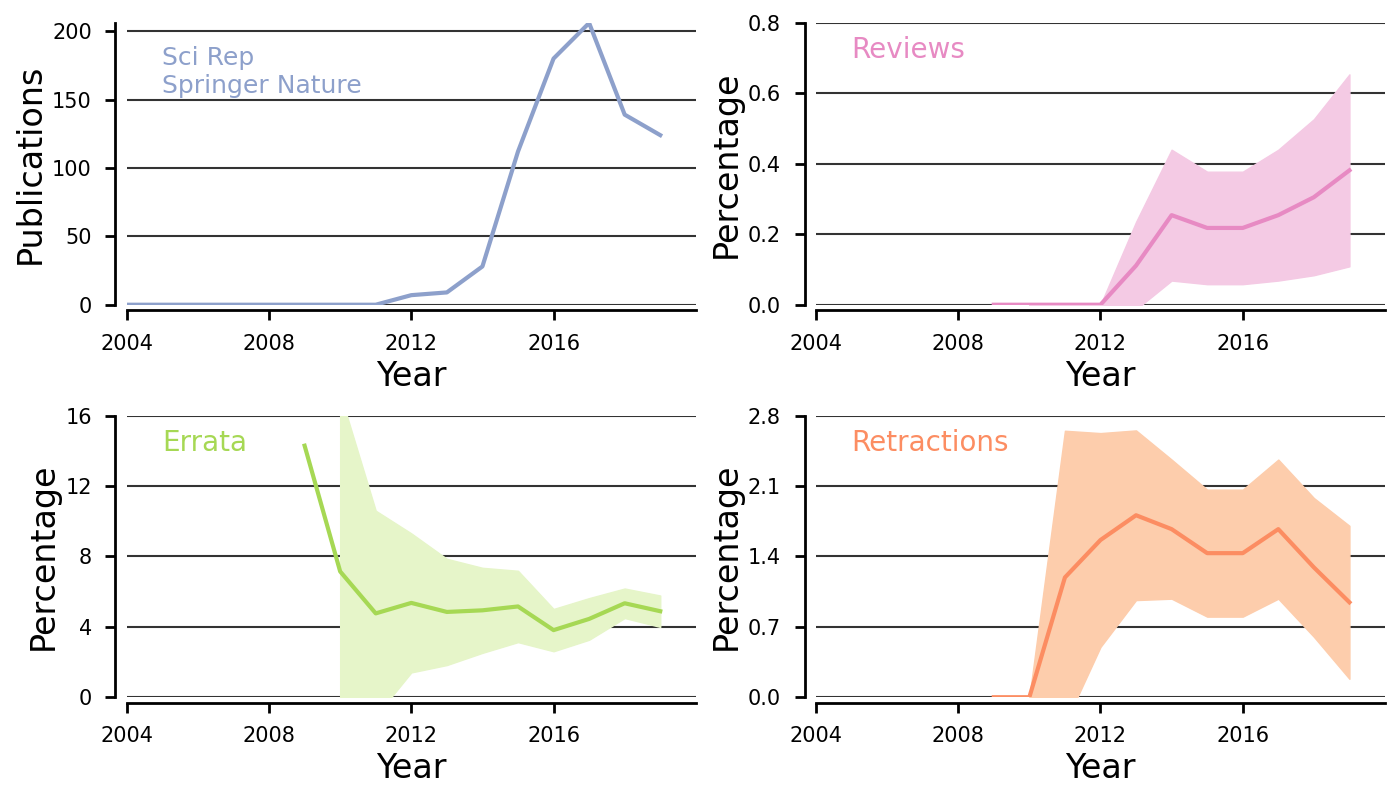 Publications
200
150
100
50
0
Sci Rep
Springer Nature
2004 2008 2012 2016
Year
Percentage
0.8
0.6
0.4
0.2
0.0
Reviews
2004 2008 2012 2016
Year
Percentage
16
12
8
4
0
Errata
2004 2008 2012 2016
Year
Percentage
2.8
2.1
1.4
0.7
0.0
Retractions
2004 2008 2012 2016
Year